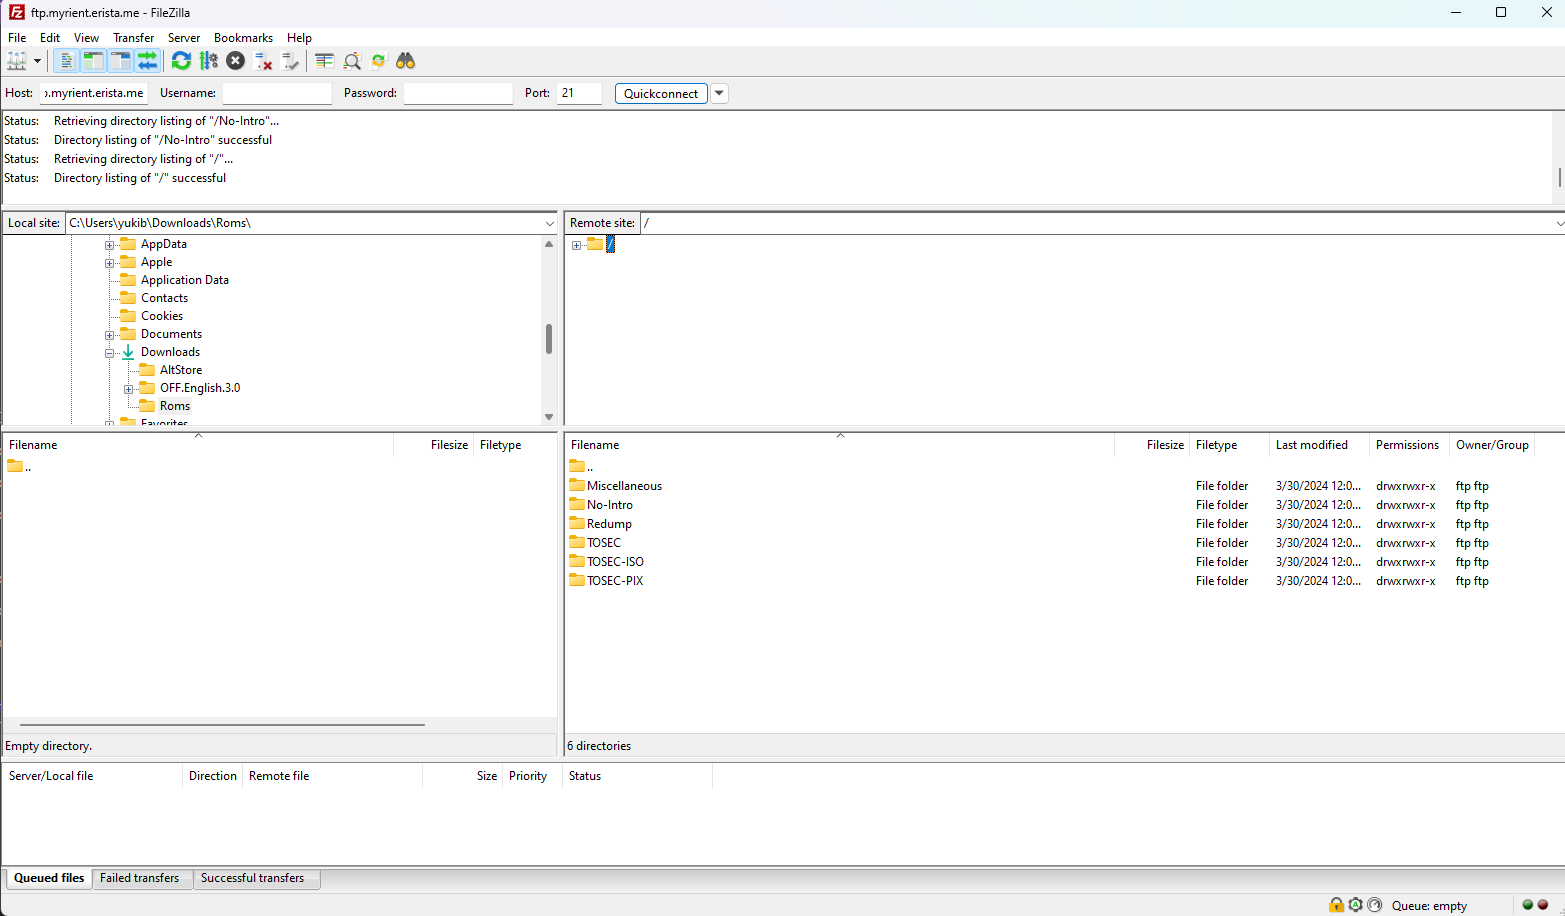 ftp.myrient.erista.me - FileZilla
File Edit View Transfer Server Bookmarks Help
Host: .myrient.erista.me Username: Password: Port: 21 Quickconnect
Status: Retrieving directory listing of "/No-Intro"...
Status: Directory listing of "/No-Intro" successful
Status: Retrieving directory listing of "/"...
Status: Directory listing of "/" successful
Local site: C:\Users\yukib\Downloads\Roms\
AppData
Apple
Application Data
Contacts
Cookies
Documents
Downloads
AltStore
OFF.English.3.0
Roms
Favorites
Remote site: /
/
Filename Filesize Filetype
..
Empty directory.
Filename Filesize Filetype Last modified Permissions Owner/Group
..
Miscellaneous File folder 3/30/2024 12:0... drwxrwxr-x ftp ftp
No-Intro File folder 3/30/2024 12:0... drwxrwxr-x ftp ftp
Redump File folder 3/30/2024 12:0... drwxrwxr-x ftp ftp
TOSEC File folder 3/30/2024 12:0... drwxrwxr-x ftp ftp
TOSEC-ISO File folder 3/30/2024 12:0... drwxrwxr-x ftp ftp
TOSEC-PIX File folder 3/30/2024 12:0... drwxrwxr-x ftp ftp
6 directories
Server/Local file Direction Remote file Size Priority Status
Queued files Failed transfers Successful transfers
Queue: empty